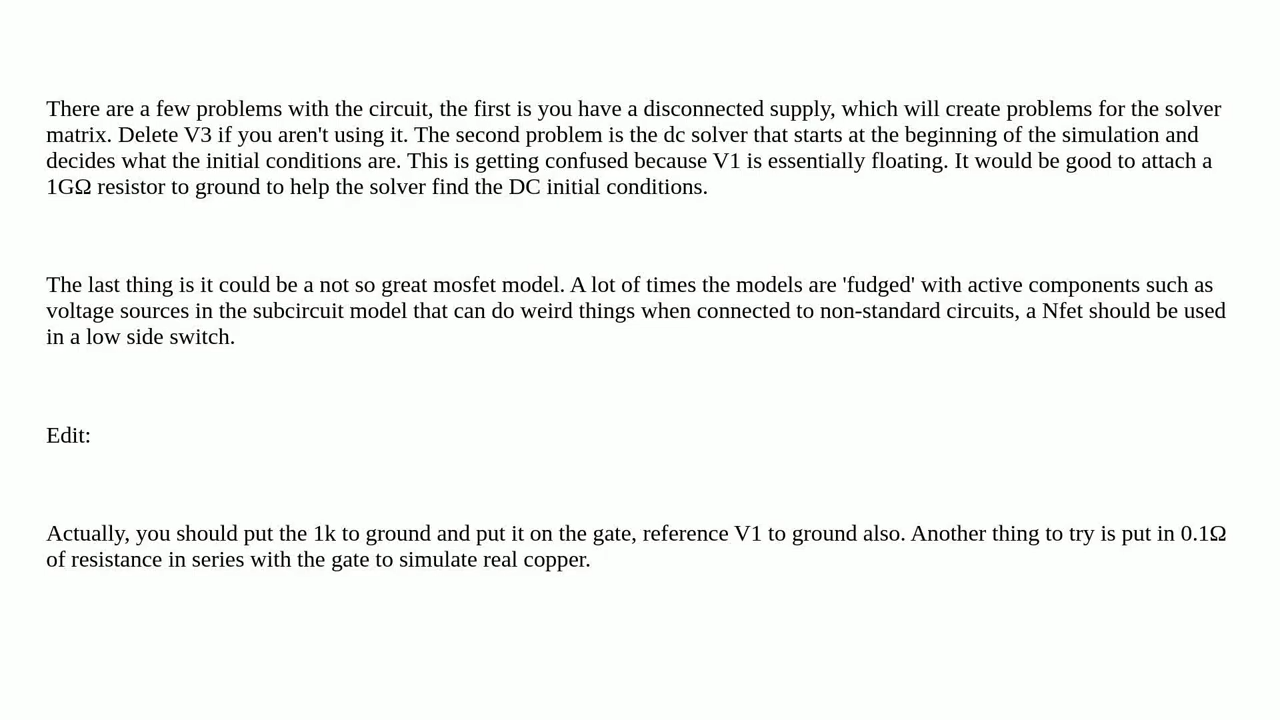 There are a few problems with the circuit, the first is you have a disconnected supply, which will create problems for the solver
matrix. Delete V3 if you aren't using it. The second problem is the dc solver that starts at the beginning of the simulation and
decides what the initial conditions are. This is getting confused because V1 is essentially floating. It would be good to attach a
1GΩ resistor to ground to help the solver find the DC initial conditions.
The last thing is it could be a not so great mosfet model. A lot of times the models are 'fudged' with active components such as
voltage sources in the subcircuit model that can do weird things when connected to non-standard circuits, a Nfet should be used
in a low side switch.
Edit:
Actually, you should put the 1k to ground and put it on the gate, reference V1 to ground also. Another thing to try is put in 0.1Ω
of resistance in series with the gate to simulate real copper.